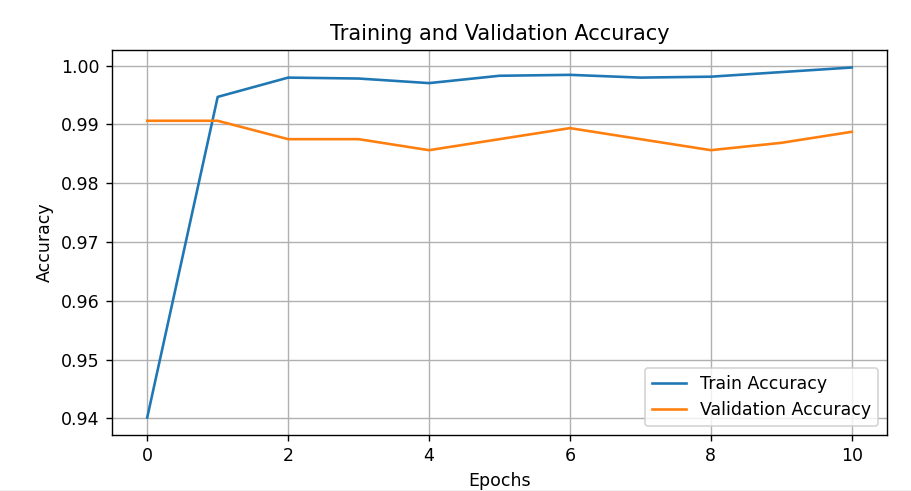 Training and Validation Accuracy
1.00
0.99
0.98
0.97
0.96
0.95
0.94
Accuracy
Train Accuracy
Validation Accuracy
0 2 4 6 8 10
Epochs